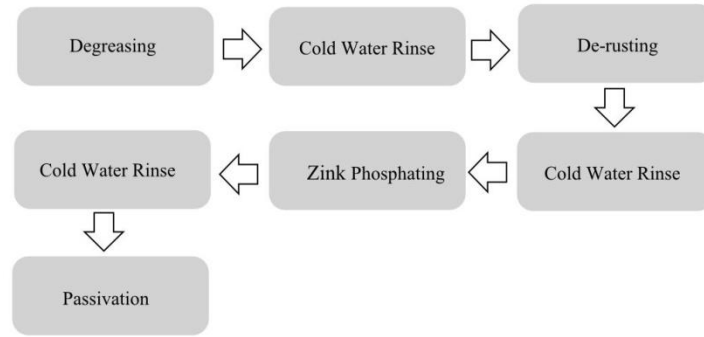 Degreasing
Cold Water Rinse
De-rusting
Cold Water Rinse
Zink Phosphating
Cold Water Rinse
Passivation